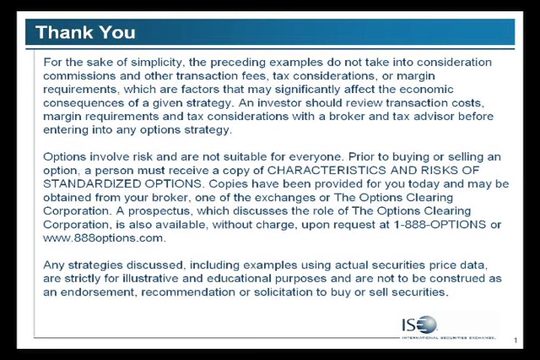 Thank You
For the sake of simplicity, the preceding examples do not take into consideration
commissions and other transaction fees, tax considerations, or margin
requirements, which are factors that may significantly affect the economic
consequences of a given strategy. An investor should review transaction costs,
margin requirements and tax considerations with a broker and tax advisor before
entering into any options strategy.
Options involve risk and are not suitable for everyone. Prior to buying or selling an
option, a person must receive a copy of CHARACTERISTICS AND RISKS OF
STANDARDIZED OPTIONS. Copies have been provided for you today and may be
obtained from your broker, one of the exchanges or The Options Clearing
Corporation. A prospectus, which discusses the role of The Options Clearing
Corporation, is also available, without charge, upon request at 1-888-OPTIONS or
www.888options.com.
Any strategies discussed, including examples using actual securities price data,
are strictly for illustrative and educational purposes and are not to be construed as
an endorsement, recommendation or solicitation to buy or sell securities.
ISE
INTERNATIONAL SECURITIES EXCHANGE.
1